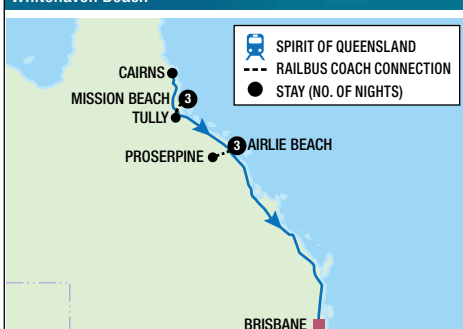 Whitehaven Beach
SPIRIT OF QUEENSLAND
RAILBUS COACH CONNECTION
STAY (NO. OF NIGHTS)
CAIRNS
MISSION BEACH 3
TULLY
3 AIRLIE BEACH
PROSERPINE
BRISBANE